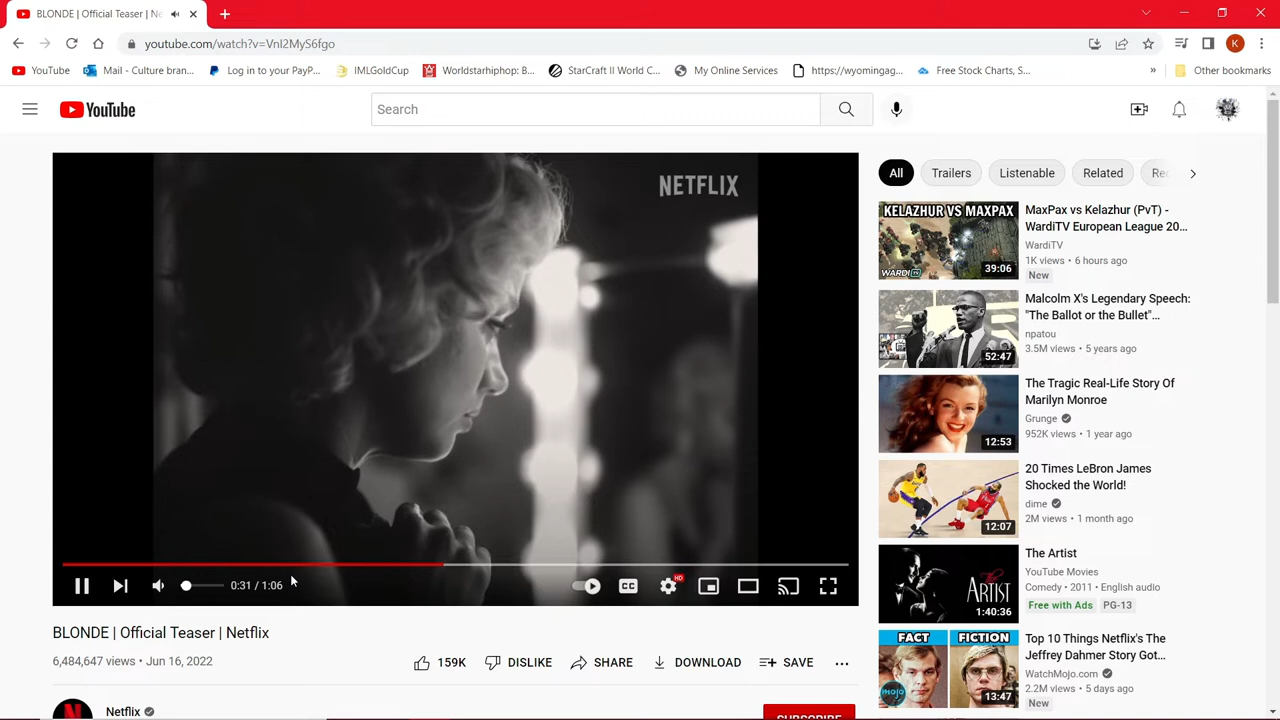 BLONDE | Official Teaser | Ne
youtube.com/watch?v=VnI2MyS6fgo
K
YouTube
Mail - Culture bran...
Log in to your PayP...
IMLGoldCup
Worldstarhiphop: B...
StarCraft II World C...
My Online Services
https://wyomingag...
Free Stock Charts, S...
»
Other bookmarks
YouTube
Search
NETFLIX
0:31 / 1:06
CC
HD
BLONDE | Official Teaser | Netflix
6,484,647 views • Jun 16, 2022
159K
DISLIKE
SHARE
DOWNLOAD
SAVE
...
Netflix
SUBSCRIBE
All
Trailers
Listenable
Related
Rec
KELAZHUR VS MAXPAX
WARDITV
39:06
MaxPax vs Kelazhur (PvT) -
WardiTV European League 20...
WardiTV
1K views • 6 hours ago
New
52:47
Malcolm X's Legendary Speech:
"The Ballot or the Bullet"...
npatou
3.5M views • 5 years ago
12:53
The Tragic Real-Life Story Of
Marilyn Monroe
Grunge
952K views • 1 year ago
12:07
20 Times LeBron James
Shocked the World!
dime
2M views • 1 month ago
THE ARTIST
1:40:36
The Artist
YouTube Movies
Comedy • 2011 • English audio
Free with Ads
PG-13
FACT
FICTION
mojo
13:47
Top 10 Things Netflix's The
Jeffrey Dahmer Story Got...
WatchMojo.com
2.2M views • 5 days ago
New